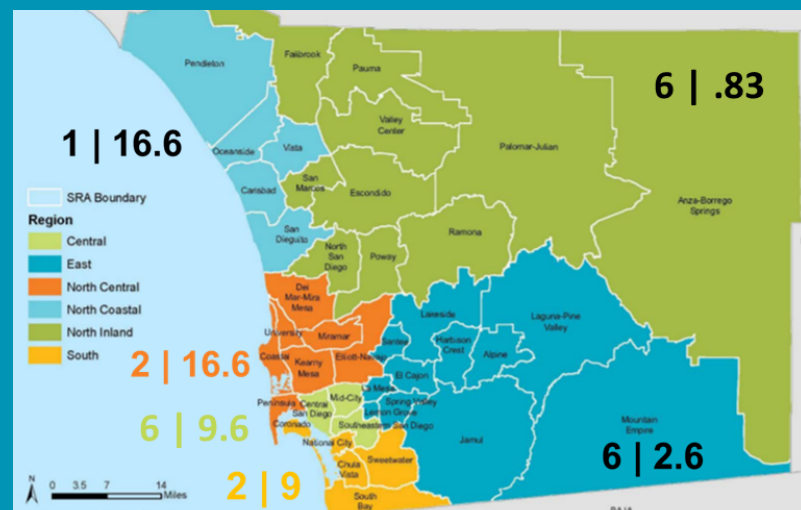 Pendleton
Fallbrook
Pauma
6 | .83
Valley
Center
1 | 16.6
Oceanside
Vista
Palomar-Julian
Carlsbad
San
Marcos
Escondido
Anza-Borrego
Springs
SRA Boundary
Region
Central
East
North Central
North Coastal
North Inland
South
San
Dieguito
North
San
Diego
Poway
Ramona
Del
Mar-Mira
Mesa
Lakeside
Laguna-Pine
Valley
University
Miramar
Santee
Harbison
Crest
Alpine
2 | 16.6
Coastal
Kearny
Mesa
Elliott-Navajo
El Cajon
La Mesa
Peninsula
Central
San Diego
Mid-City
Spring Valley
Lemon Grove
6 | 9.6
Coronado
Southeastern San Diego
Jamul
Mountain
Empire
National City
6 | 2.6
2 | 9
Chula
Vista
Sweetwater
South
Bay
N
0 3.5 7 14
Miles